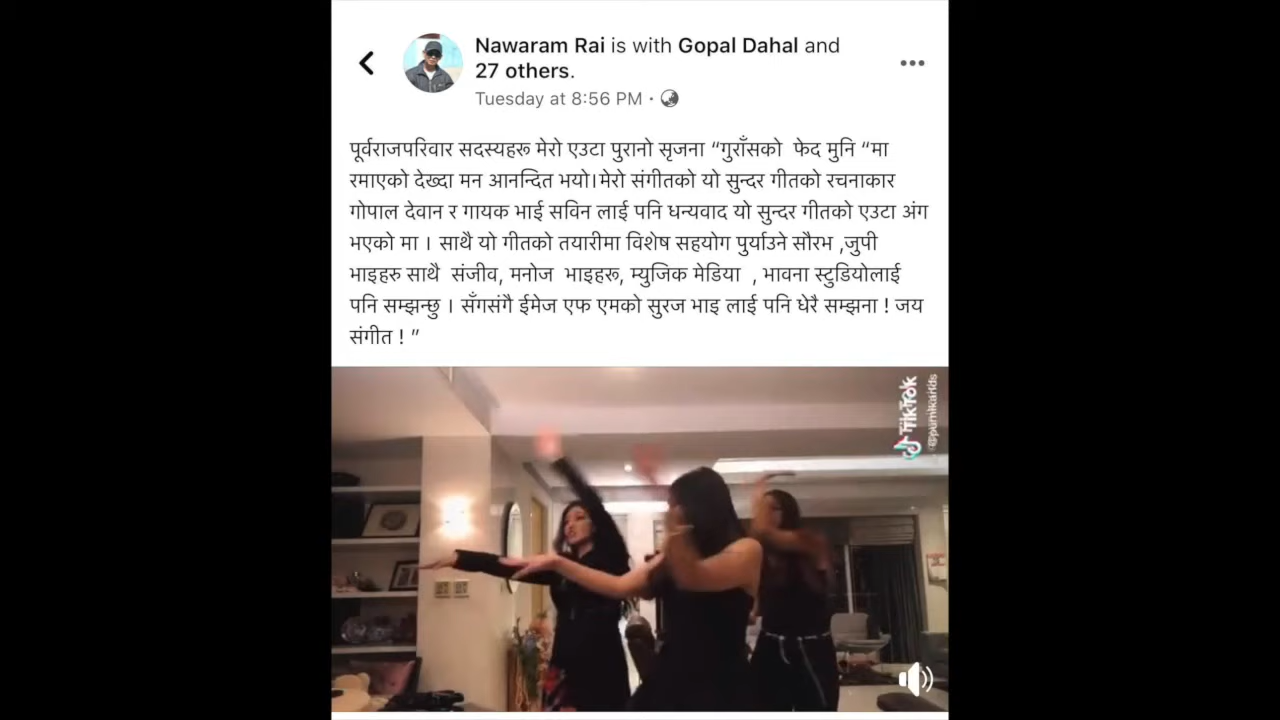 Nawaram Rai is with Gopal Dahal and
27 others.
Tuesday at 8:56 PM ·
पूर्वराजपरिवार सदस्यहरू मेरो एउटा पुरानो सृजना “गुराँसको फेद मुनि “मा
रमाएको देख्दा मन आनन्दित भयो।मेरो संगीतको यो सुन्दर गीतको रचनाकार
गोपाल देवान र गायक भाई सविन लाई पनि धन्यवाद यो सुन्दर गीतको एउटा अंग
भएको मा । साथै यो गीतको तयारीमा विशेष सहयोग पुर्याउने सौरभ ,जुपी
भाइहरु साथै संजीव, मनोज भाइहरू, म्युजिक मेडिया , भावना स्टुडियोलाई
पनि सम्झन्छु । सँगसंगै ईमेज एफ एमको सुरज भाइ लाई पनि धेरै सम्झना ! जय
संगीत ! ”
TikTok
@purnikarids